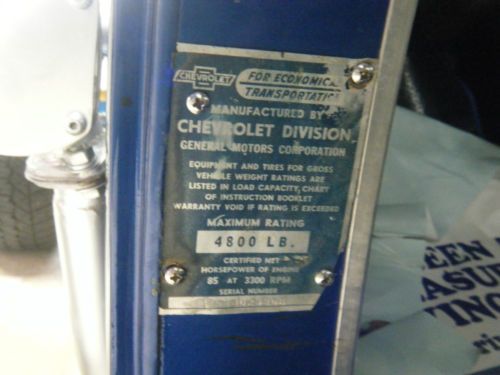 CHEVROLET
FOR ECONOMICAL
TRANSPORTATION
MANUFACTURED BY
CHEVROLET DIVISION
GENERAL MOTORS CORPORATION
EQUIPMENT AND TIRES FOR GROSS
VEHICLE WEIGHT RATINGS ARE
LISTED IN LOAD CAPACITY CHART
OF INSTRUCTION BOOKLET
WARRANTY VOID IF RATING IS EXCEEDED
MAXIMUM RATING
4800 LB.
CERTIFIED NET
HORSEPOWER OF ENGINE
85 AT 3300 RPM
SERIAL NUMBER